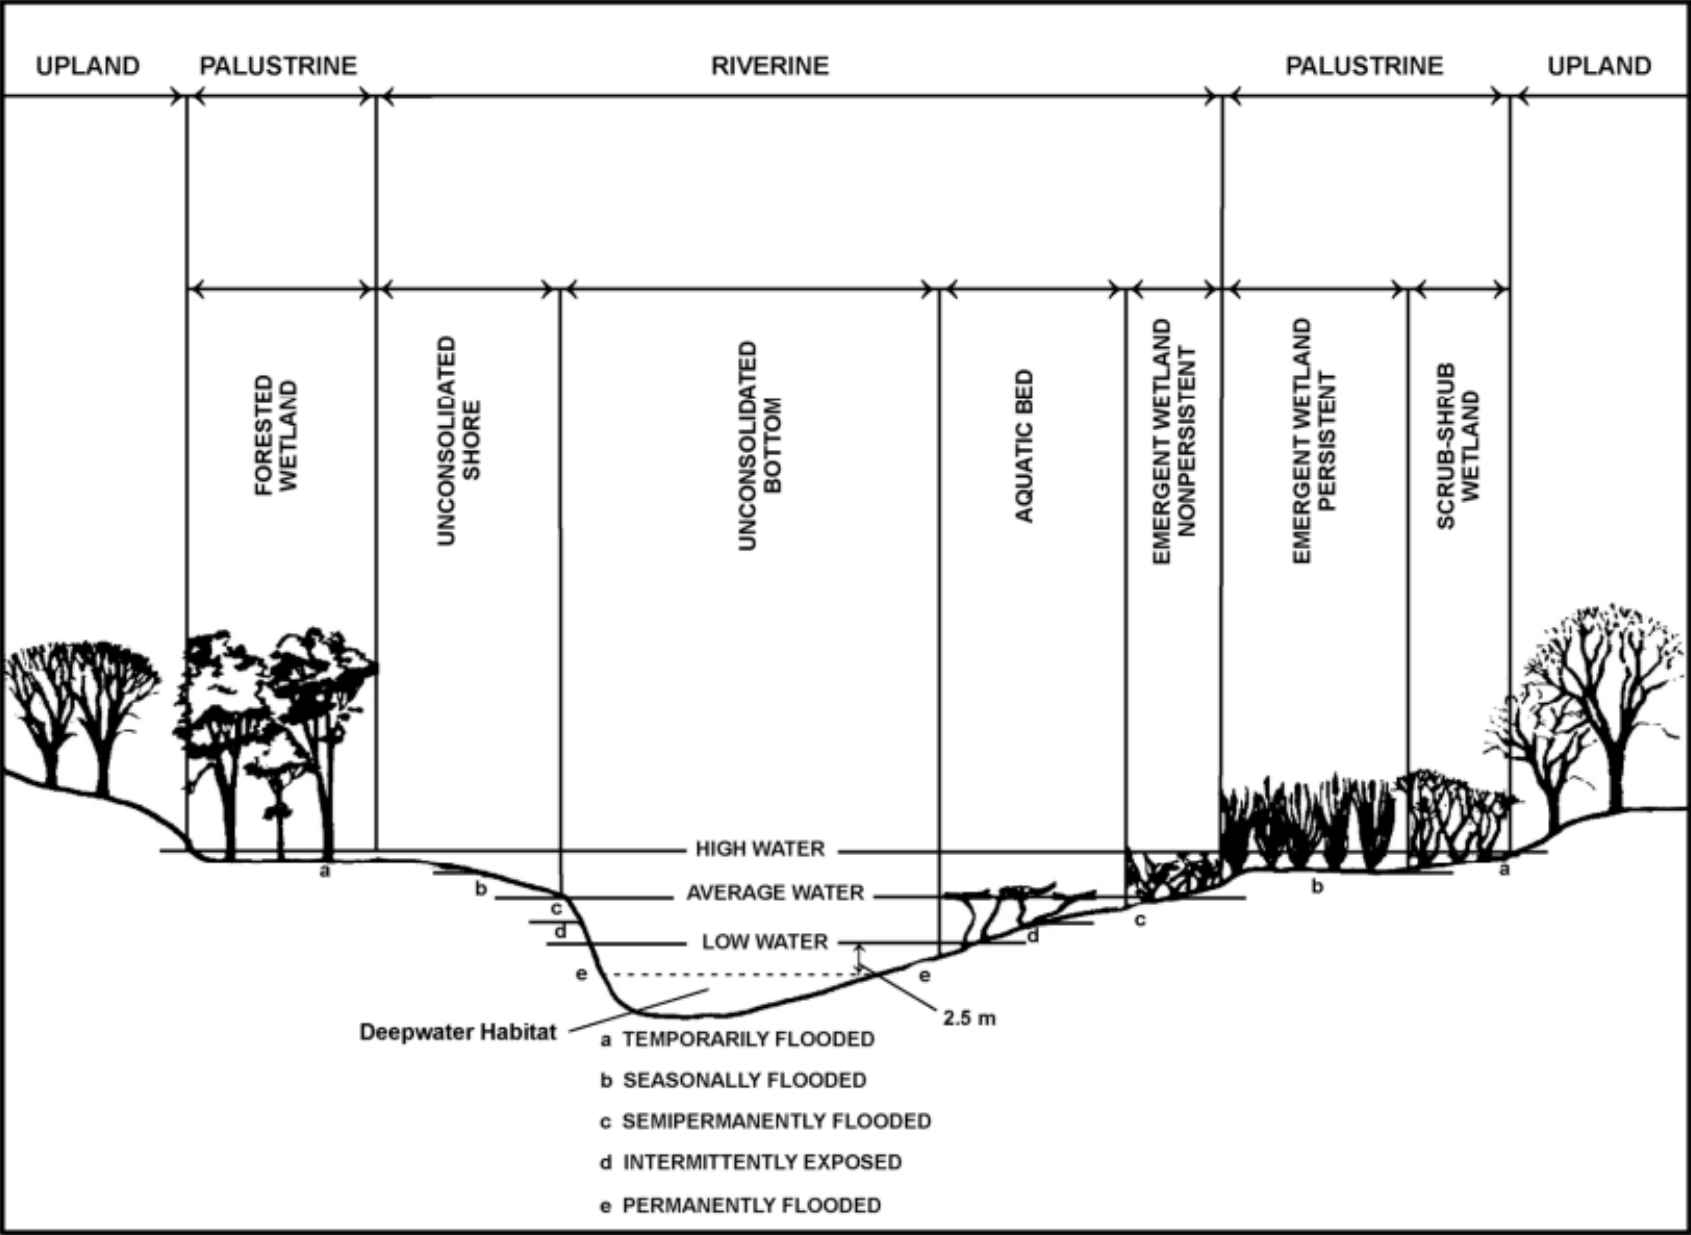 UPLAND
PALUSTRINE
RIVERINE
PALUSTRINE
UPLAND
FORESTED
WETLAND
UNCONSOLIDATED
SHORE
UNCONSOLIDATED
BOTTOM
AQUATIC BED
EMERGENT WETLAND
NONPERSISTENT
EMERGENT WETLAND
PERSISTENT
SCRUB-SHRUB
WETLAND
HIGH WATER
a
a
b
b
AVERAGE WATER
c
c
d
d
LOW WATER
e
e
2.5 m
Deepwater Habitat
a TEMPORARILY FLOODED
b SEASONALLY FLOODED
c SEMIPERMANENTLY FLOODED
d INTERMITTENTLY EXPOSED
e PERMANENTLY FLOODED